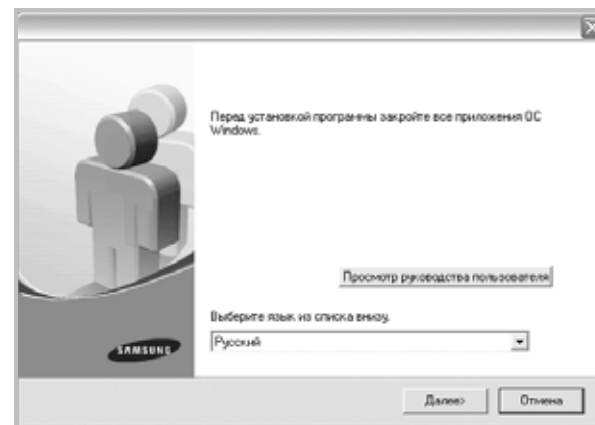 Перед установкой программы закройте все приложения ОС
Windows.
Просмотр руководства пользователя
Выберите язык из списка внизу.
Русский
SAMSUNG
Далее>
Отмена